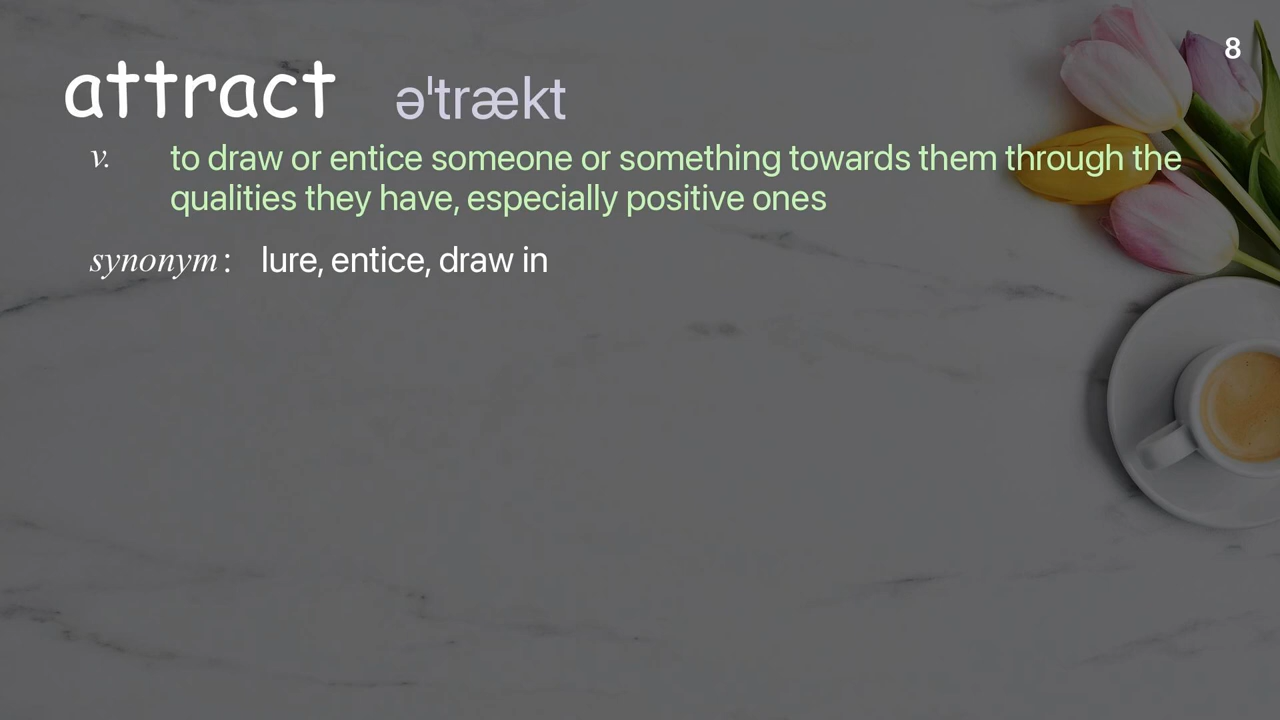 8
attract əˈtrækt
v. to draw or entice someone or something towards them through the
qualities they have, especially positive ones
synonym: lure, entice, draw in